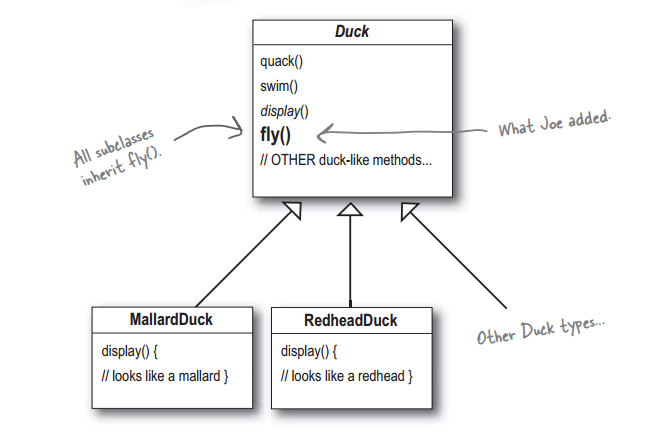 Duck
quack()
swim()
display()
fly()
// OTHER duck-like methods...
All subclasses
inherit fly().
What Joe added.
MallardDuck
display() {
// looks like a mallard }
RedheadDuck
display() {
// looks like a redhead }
Other Duck types...